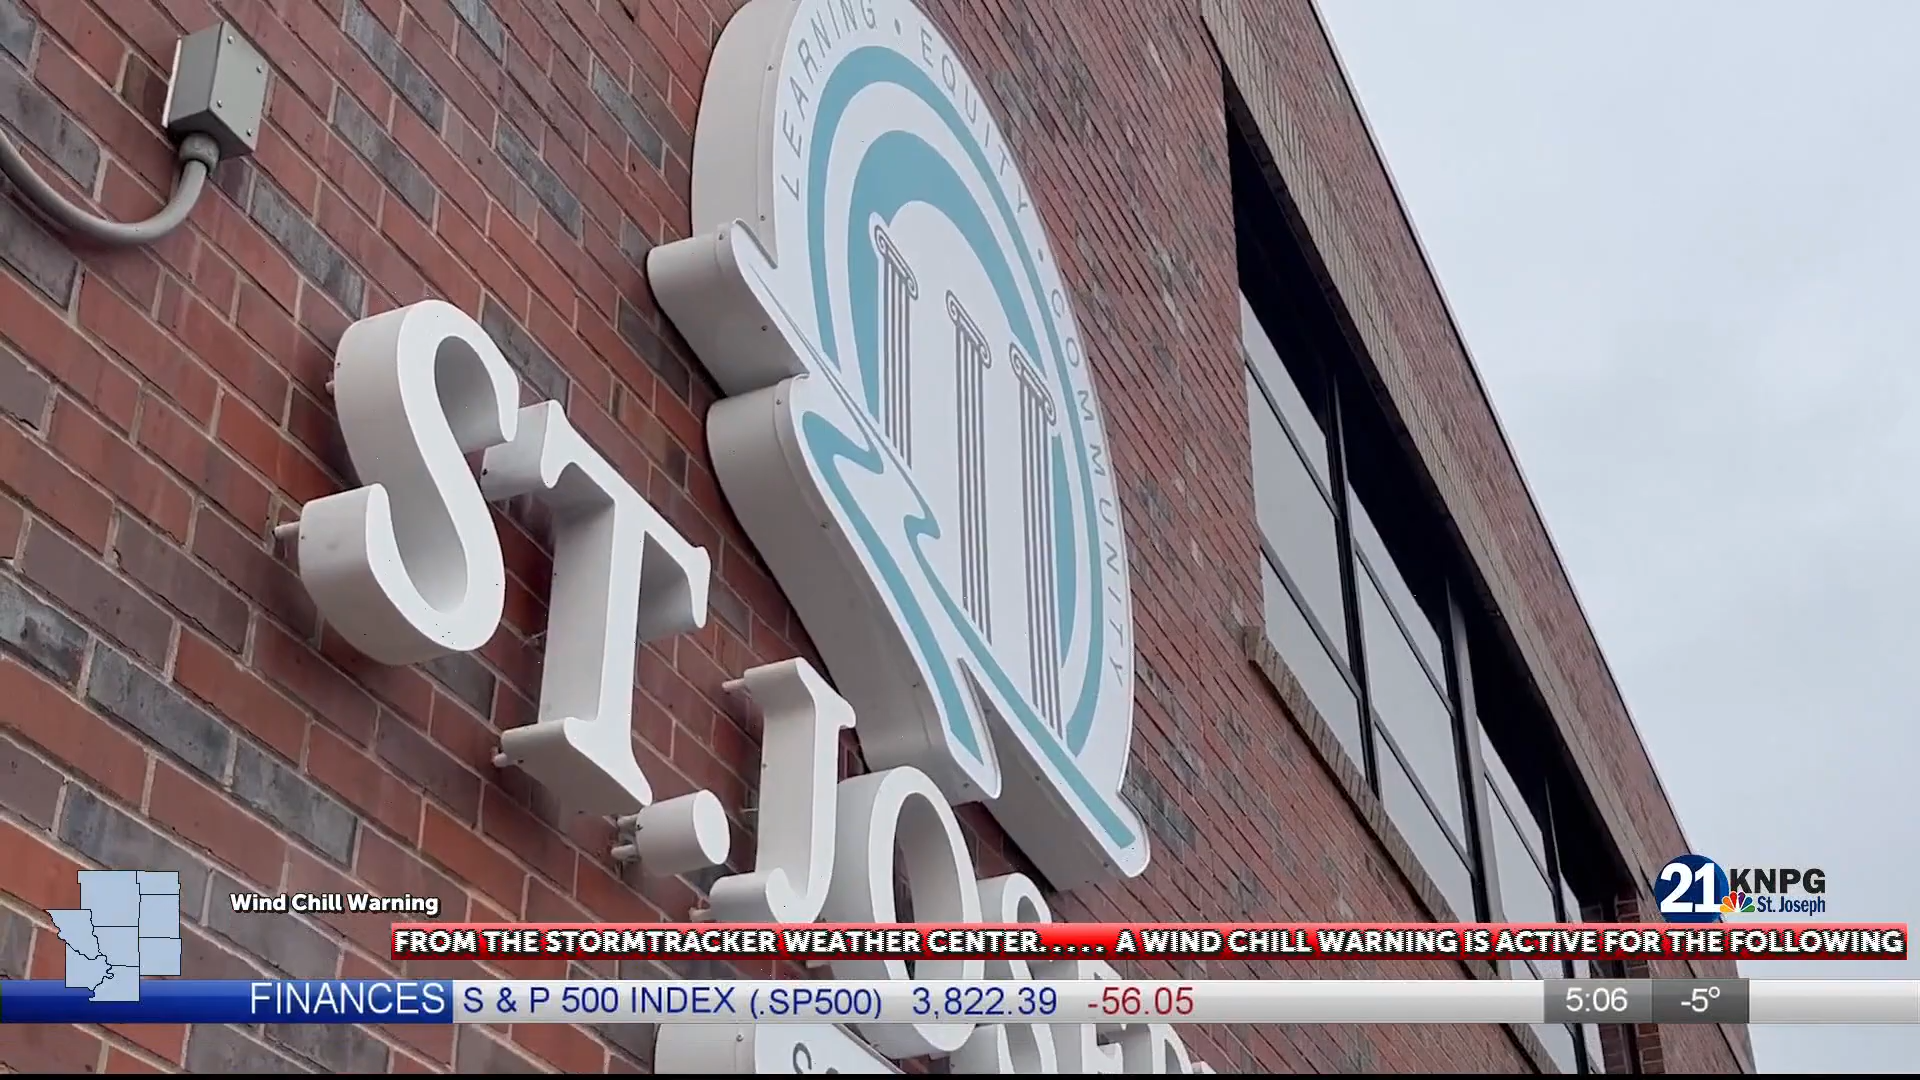 LEARNING • EQUITY • COMMUNITY
ST. JOSEPH
21 KNPG
St. Joseph
Wind Chill Warning
FROM THE STORMTRACKER WEATHER CENTER..... A WIND CHILL WARNING IS ACTIVE FOR THE FOLLOWING
FINANCES S & P 500 INDEX (.SP500) 3,822.39 -56.05 5:06 -5°